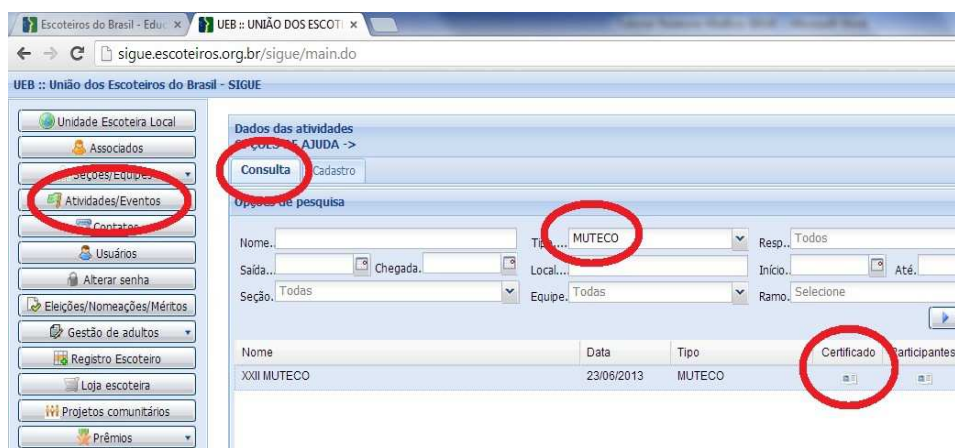 Escoteiros do Brasil - Educ
UEB :: UNIÃO DOS ESCOTI
sigue.escoteiros.org.br/sigue/main.do
UEB :: União dos Escoteiros do Brasil - SIGUE
Unidade Escoteira Local
Associados
Seções/Equipes
Atividades/Eventos
Contatos
Usuários
Alterar senha
Eleições/Nomeações/Méritos
Gestão de adultos
Registro Escoteiro
Loja escoteira
Projetos comunitários
Prêmios
Dados das atividades
OPÇÕES DE AJUDA ->
Consulta Cadastro
Opções de pesquisa
Nome.. Tipo.... MUTECO Resp.. Todos
Saída... Chegada. Local... Início. Até.
Seção. Todas Equipe. Todas Ramo. Selecione
Nome Data Tipo Certificado Participantes
XXII MUTECO 23/06/2013 MUTECO